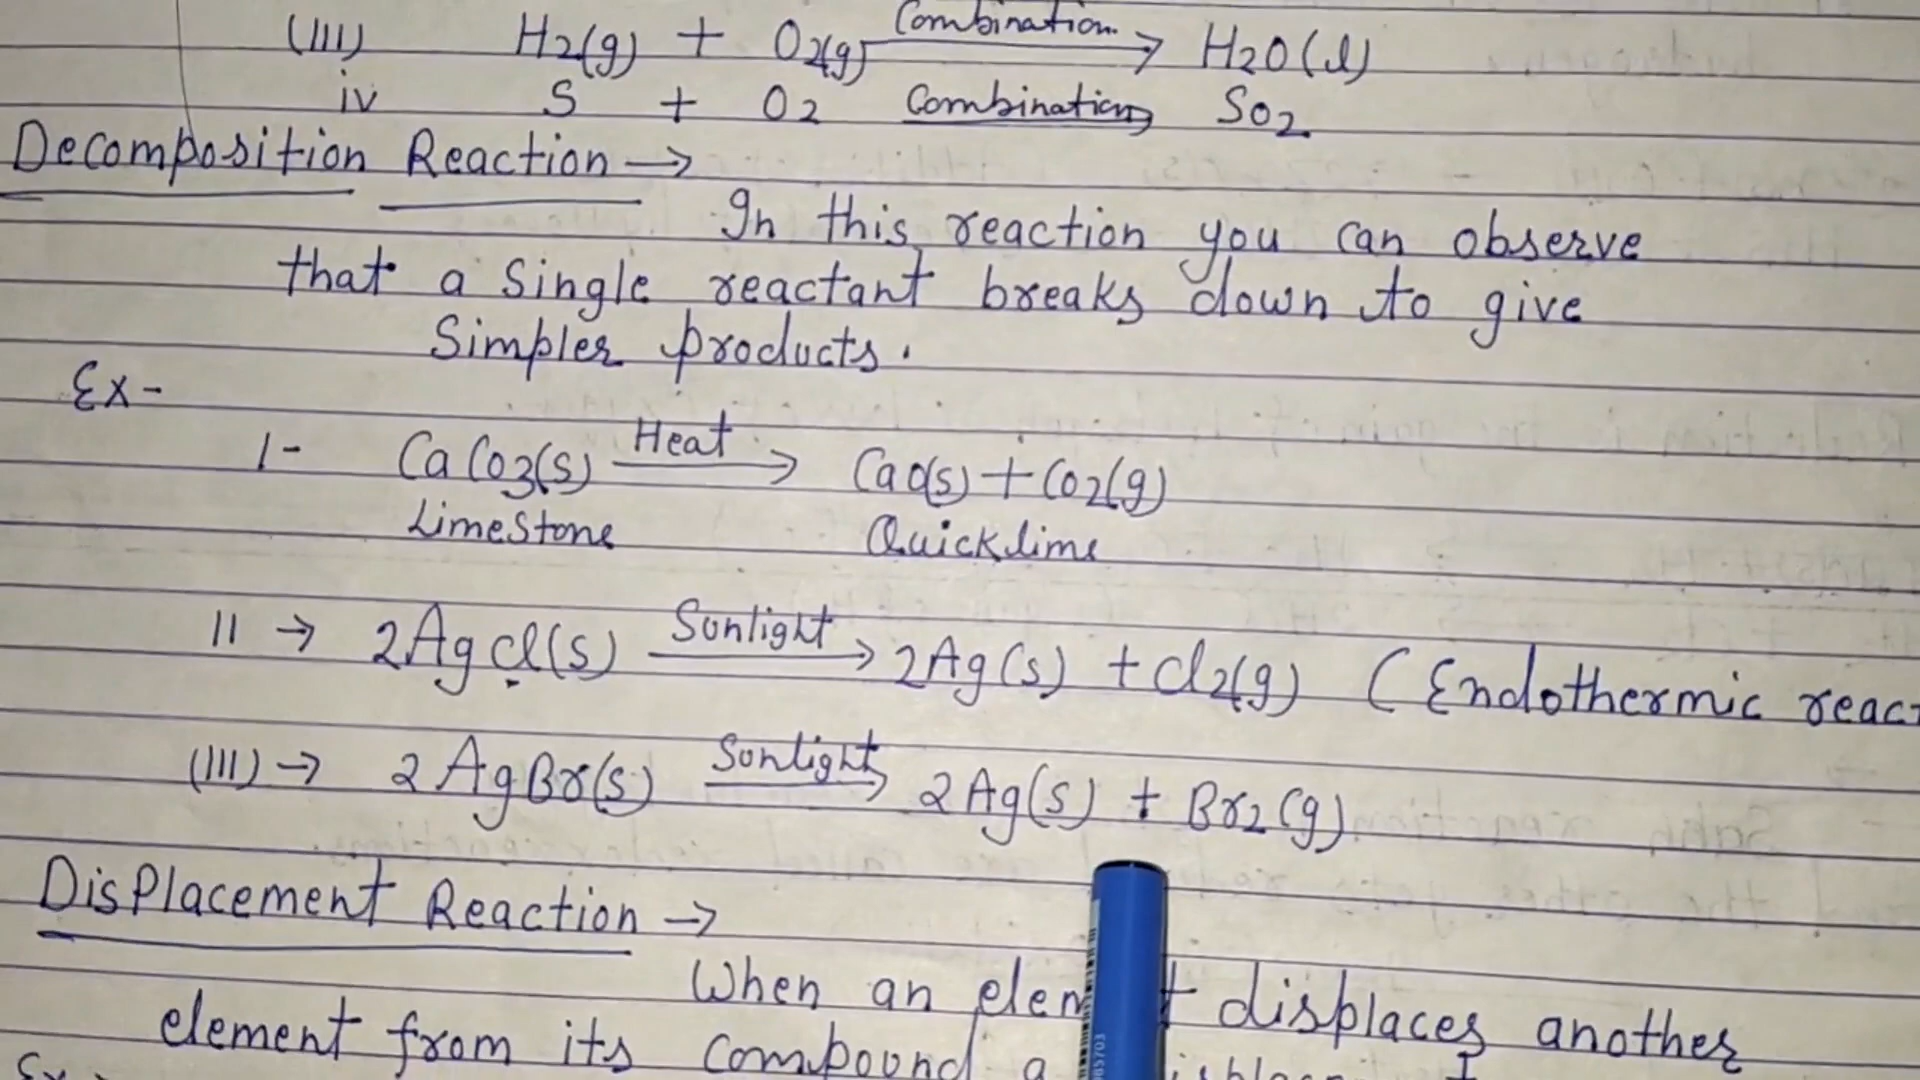 (III) H2(g) + O2(g) Combination → H2O(l)
iv S + O2 Combination → SO2
Decomposition Reaction →
In this reaction you can observe
that a Single reactant breaks down to give
Simpler products.
Ex-
1- CaCO3(s) Heat → CaO(s) + CO2(g)
LimeStone Quicklime
II → 2AgCl(s) Sunlight → 2Ag(s) + Cl2(g) (Endothermic reac
(III) → 2AgBr(s) Sunlight → 2Ag(s) + Br2(g)
DisPlacement Reaction →
When an elem t displaces another
element from its compound a